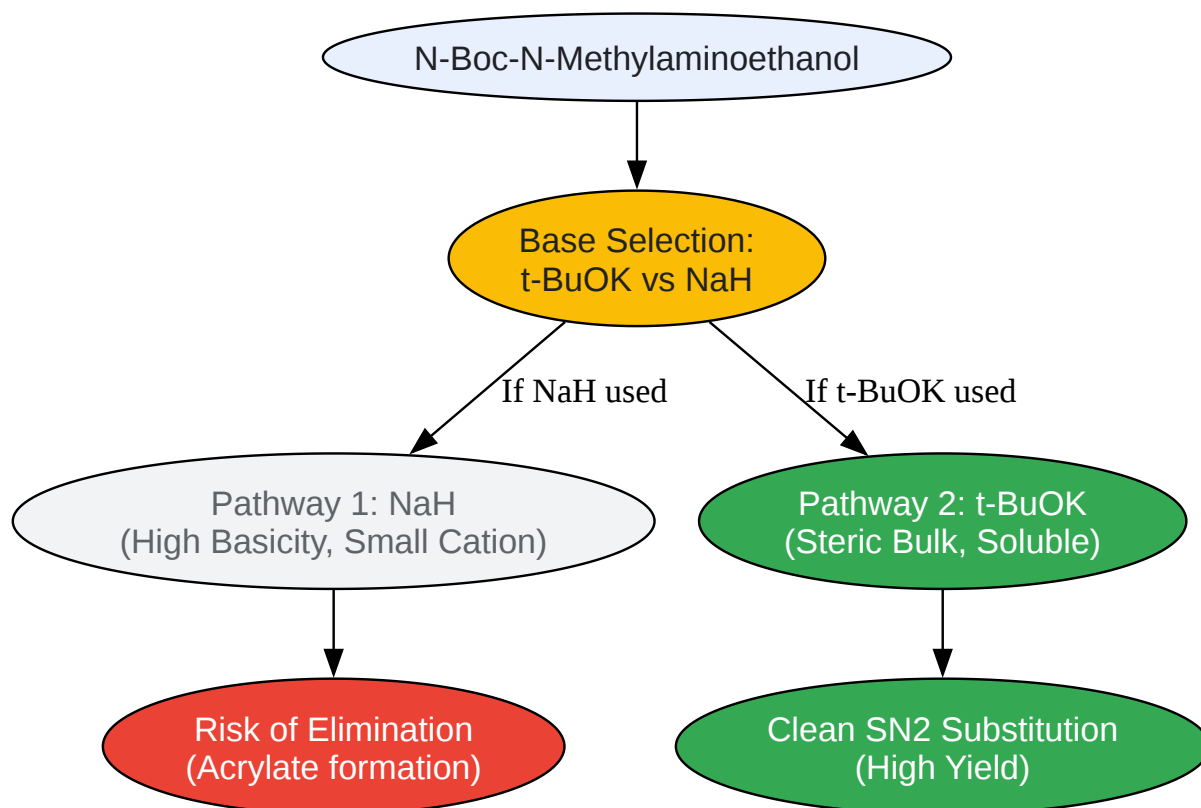 N-Boc-N-Methylaminoethanol
Base Selection:
t-BuOK vs NaH
If NaH used
If t-BuOK used
Pathway 1: NaH
(High Basicity, Small Cation)
Pathway 2: t-BuOK
(Steric Bulk, Soluble)
Risk of Elimination
(Acrylate formation)
Clean SN2 Substitution
(High Yield)